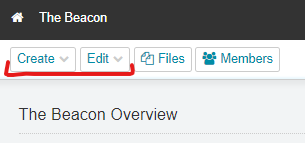 The Beacon
Create Edit Files Members
The Beacon Overview